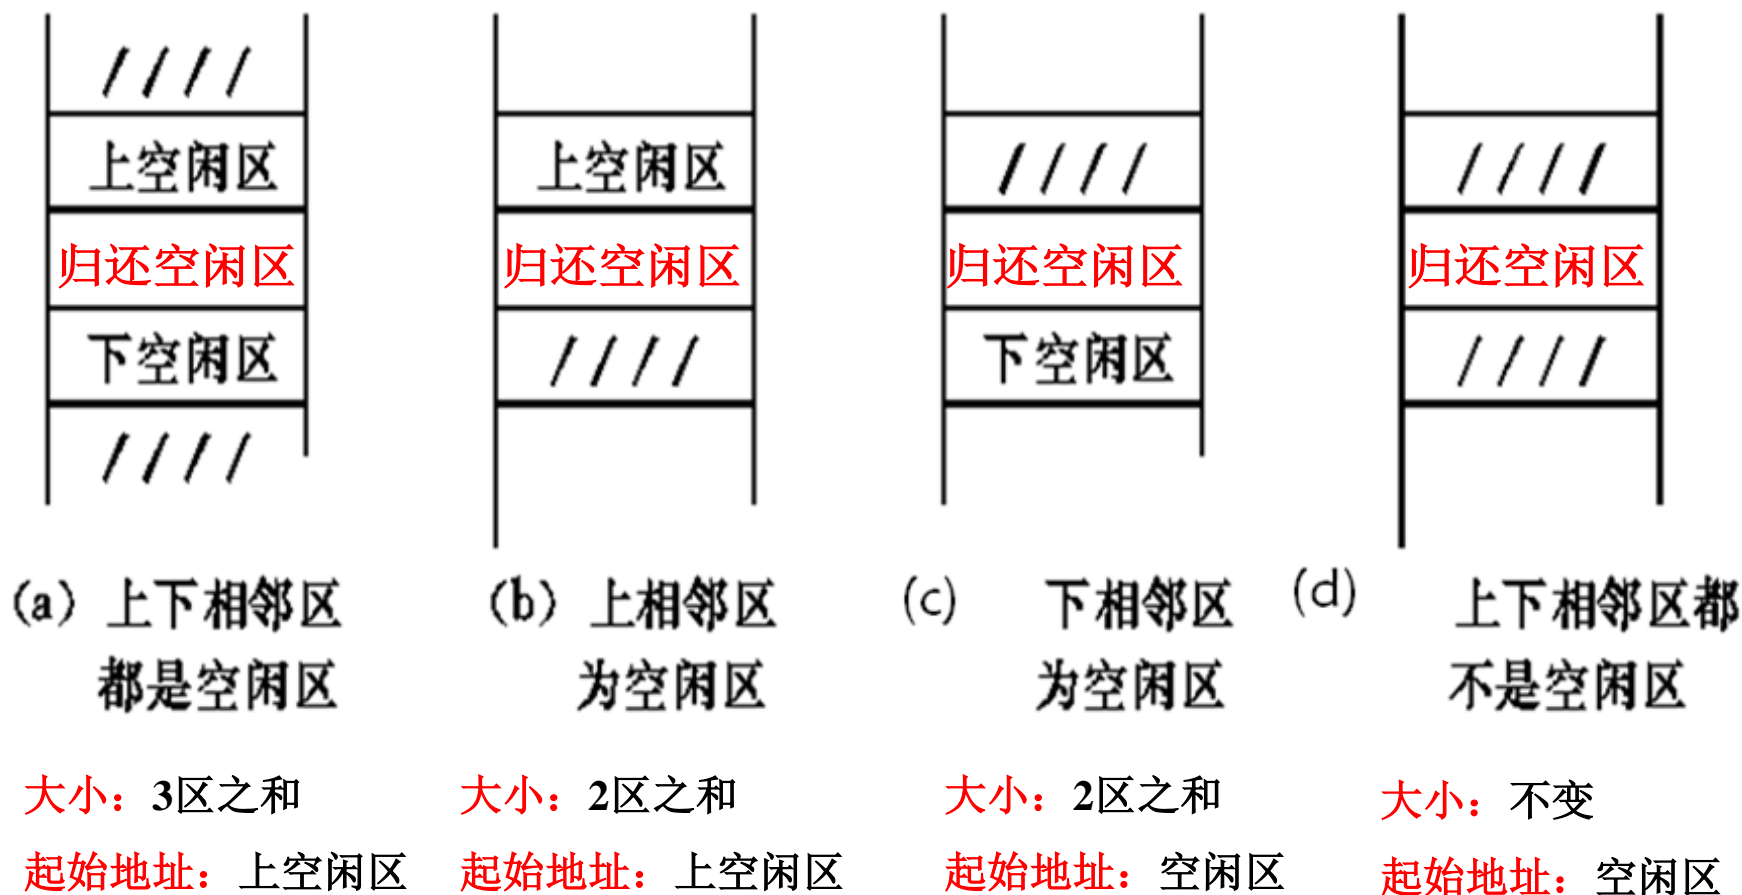 上空闲区
归还空闲区
下空闲区
(a) 上下相邻区
都是空闲区
大小：3区之和
起始地址：上空闲区
上空闲区
归还空闲区
(b) 上相邻区
为空闲区
大小：2区之和
起始地址：上空闲区
归还空闲区
下空闲区
(c) 下相邻区
为空闲区
大小：2区之和
起始地址：空闲区
归还空闲区
(d) 上下相邻区都
不是空闲区
大小：不变
起始地址：空闲区